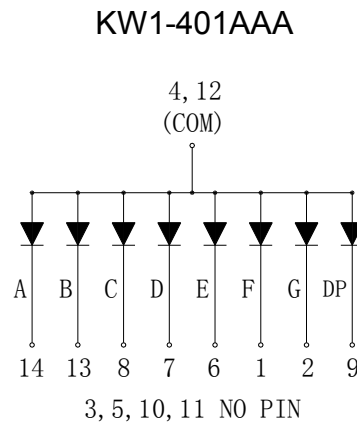 KW1-401AAA
4, 12
(COM)
A B C D E F G DP
14 13 8 7 6 1 2 9
3, 5, 10, 11 NO PIN